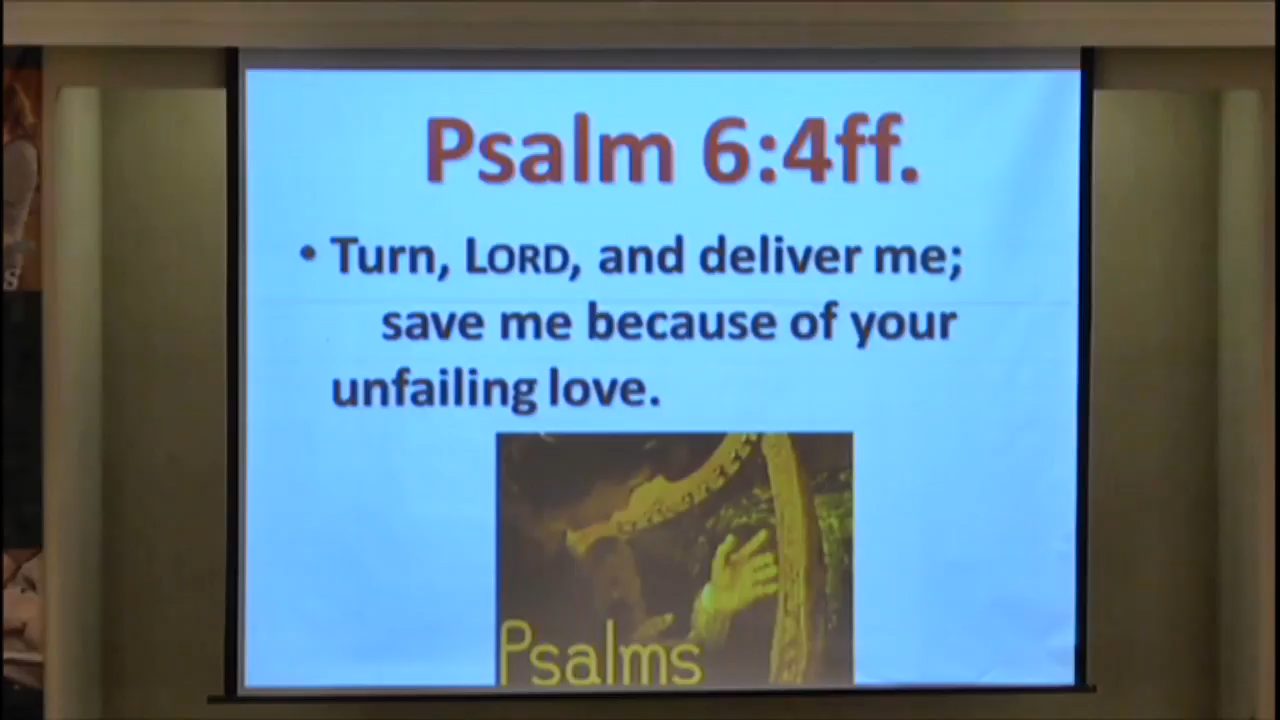 Psalm 6:4ff.
• Turn, LORD, and deliver me;
save me because of your
unfailing love.
Psalms